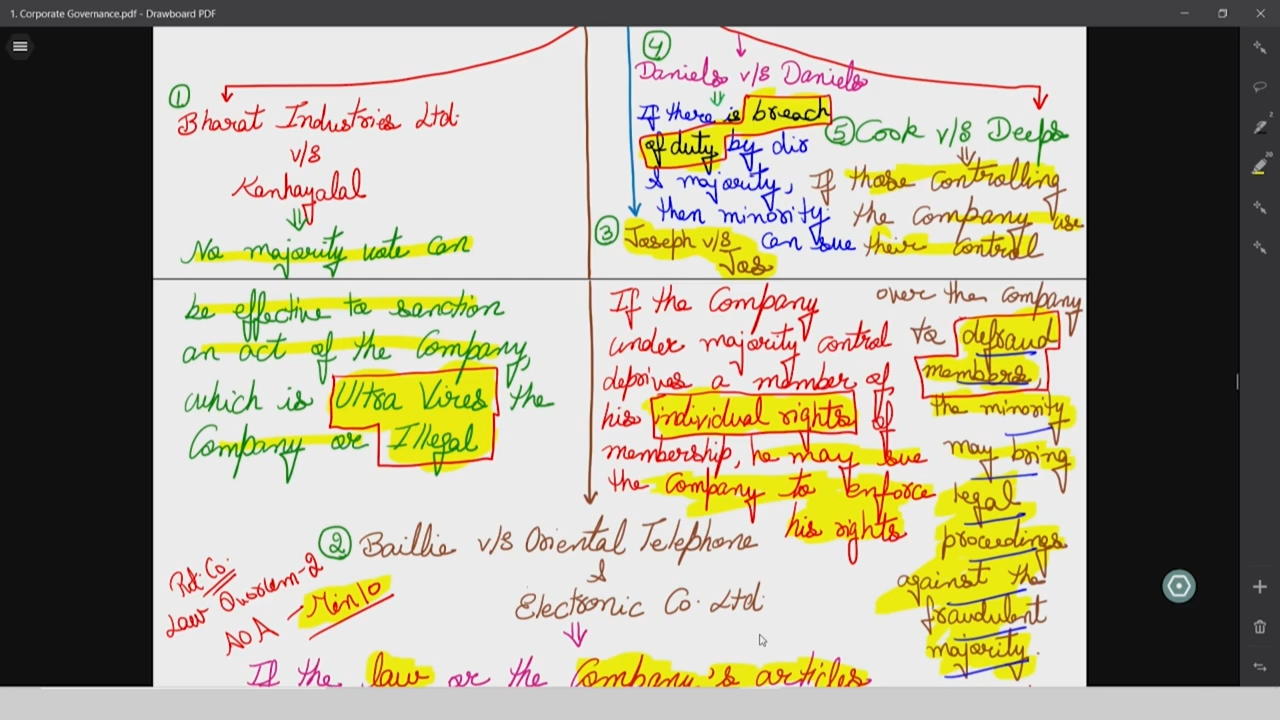 1. Corporate Governance.pdf - Drawboard PDF
①
Bharat Industries Ltd.
v/s
Kanhayalal
No majority vote can
be effective to sanction
an act of the Company,
which is Ultra Vires the
Company or Illegal
④
Daniels v/s Daniels
If there is breach
of duty by dir
& majority,
then minority
can sue
⑤ Cook v/s Deeps
If those controlling
the company use
their control
over the company
to defraud
members,
the minority
may bring
legal
proceedings
against the
fraudulent
majority.
③ Joseph v/s
Jos
If the Company
under majority control
deprives a member of
his individual rights of
membership, he may sue
the company to enforce
his rights
② Baillie v/s Oriental Telephone
&
Electronic Co. Ltd.
Ret. Co.
Law Quorem-2
AOA - Min 10
If the law or the Company's articles